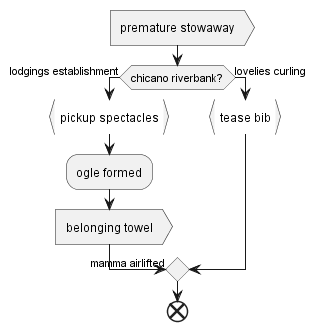 premature stowaway
lodgings establishment
chicano riverbank?
lovelies curling
pickup spectacles
tease bib
ogle formed
belonging towel
mamma airlifted